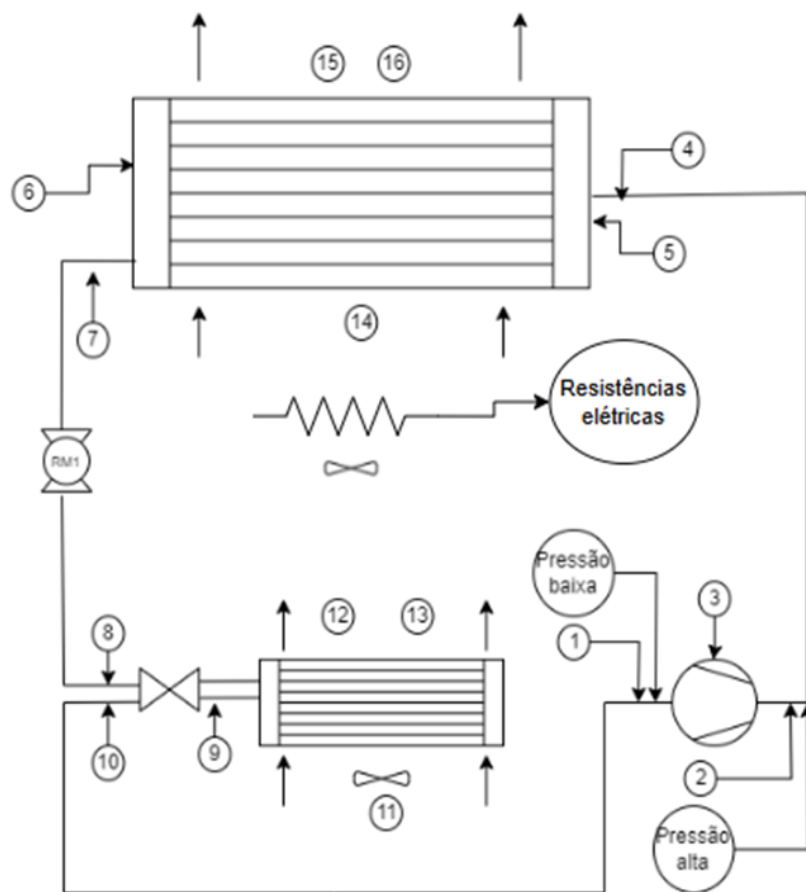 15 16
4
6
5
14
7
Resistências
elétricas
RM1
Pressão
baixa
12 13
3
8
1
10
9
2
11
Pressão
alta